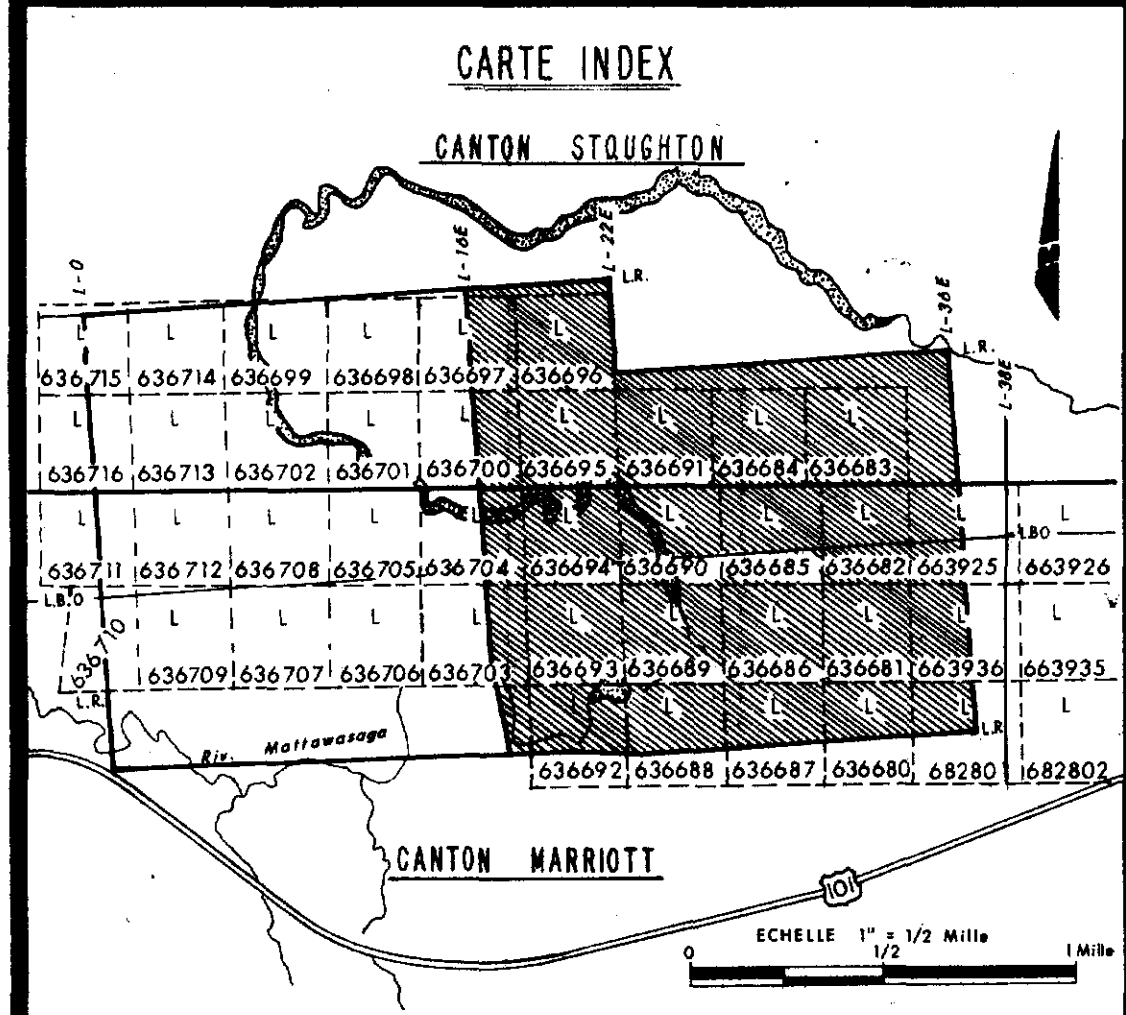 CARTE INDEX
CANTON STOUGHTON
L-0
L-16E
L-22E
L.R.
L-36E
L.R.
L-38E
L L L L L L
636715 636714 636699 636698 636697 636696
L L L L L L L L L
636716 636713 636702 636701 636700 636695 636691 636684 636683
L L L L L L L L L L L
L.B.O
636711 636712 636708 636705 636704 636694 636690 636685 636682 663925 663926
L.B.O
L L L L L L L L L L
636710 636709 636707 636706 636703 636693 636689 636686 636681 663936 663935
L.R.
L L L L L L
L.R
Riv. Mattawasaga
636692 636688 636687 636680 68280 682802
CANTON MARRIOTT
101
ECHELLE 1" = 1/2 Mille
0 1/2 1 Mille